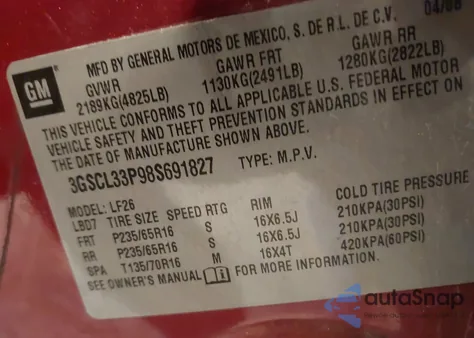 GM
MFD BY GENERAL MOTORS DE MEXICO, S. DE R.L. DE C.V. 04/08
GVWR GAWR FRT GAWR RR
2189KG(4825LB) 1130KG(2491LB) 1280KG(2822LB)
THIS VEHICLE CONFORMS TO ALL APPLICABLE U.S. FEDERAL MOTOR
VEHICLE SAFETY AND THEFT PREVENTION STANDARDS IN EFFECT ON
THE DATE OF MANUFACTURE SHOWN ABOVE.
3GSCL33P98S691827 TYPE: M.P.V.
MODEL: LF26
LBD7 TIRE SIZE SPEED RTG RIM COLD TIRE PRESSURE
FRT P235/65R16 S 16X6.5J 210KPA(30PSI)
RR P235/65R16 S 16X6.5J 210KPA(30PSI)
SPA T135/70R16 M 16X4T 420KPA(60PSI)
SEE OWNER'S MANUAL FOR MORE INFORMATION.
autoSnap